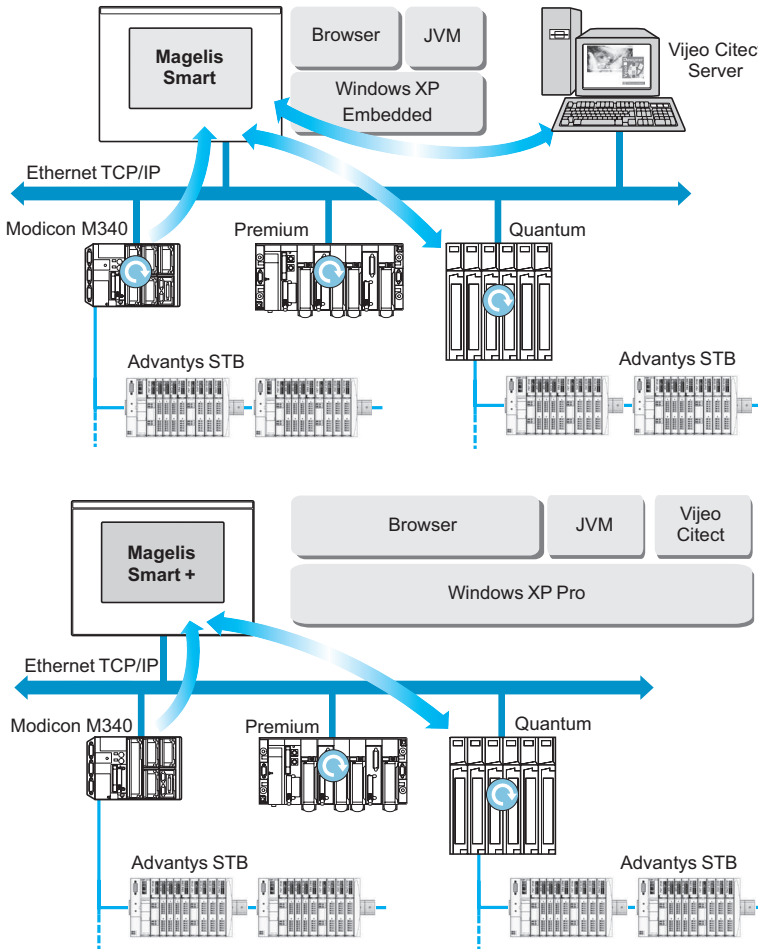 Magelis
Smart
Browser
JVM
Windows XP
Embedded
Vijeo Citect
Server
Ethernet TCP/IP
Modicon M340
Premium
Quantum
Advantys STB
Advantys STB
Magelis
Smart +
Browser
JVM
Vijeo
Citect
Windows XP Pro
Ethernet TCP/IP
Modicon M340
Premium
Quantum
Advantys STB
Advantys STB